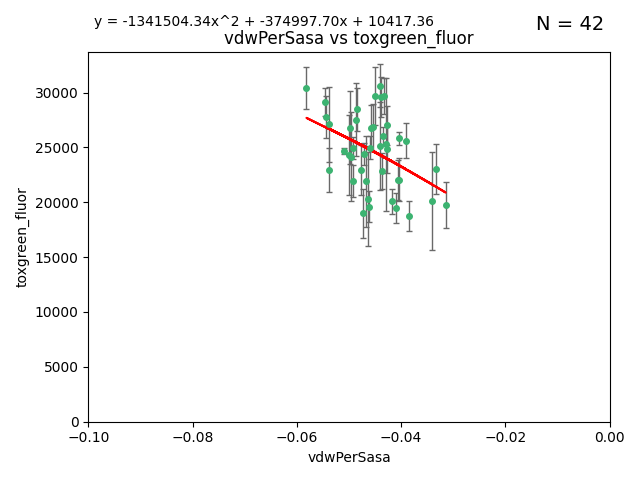 y = -1341504.34x^2 + -374997.70x + 10417.36
N = 42
vdwPerSasa vs toxgreen_fluor
30000
25000
20000
15000
10000
5000
0
toxgreen_fluor
−0.10 −0.08 −0.06 −0.04 −0.02 0.00
vdwPerSasa